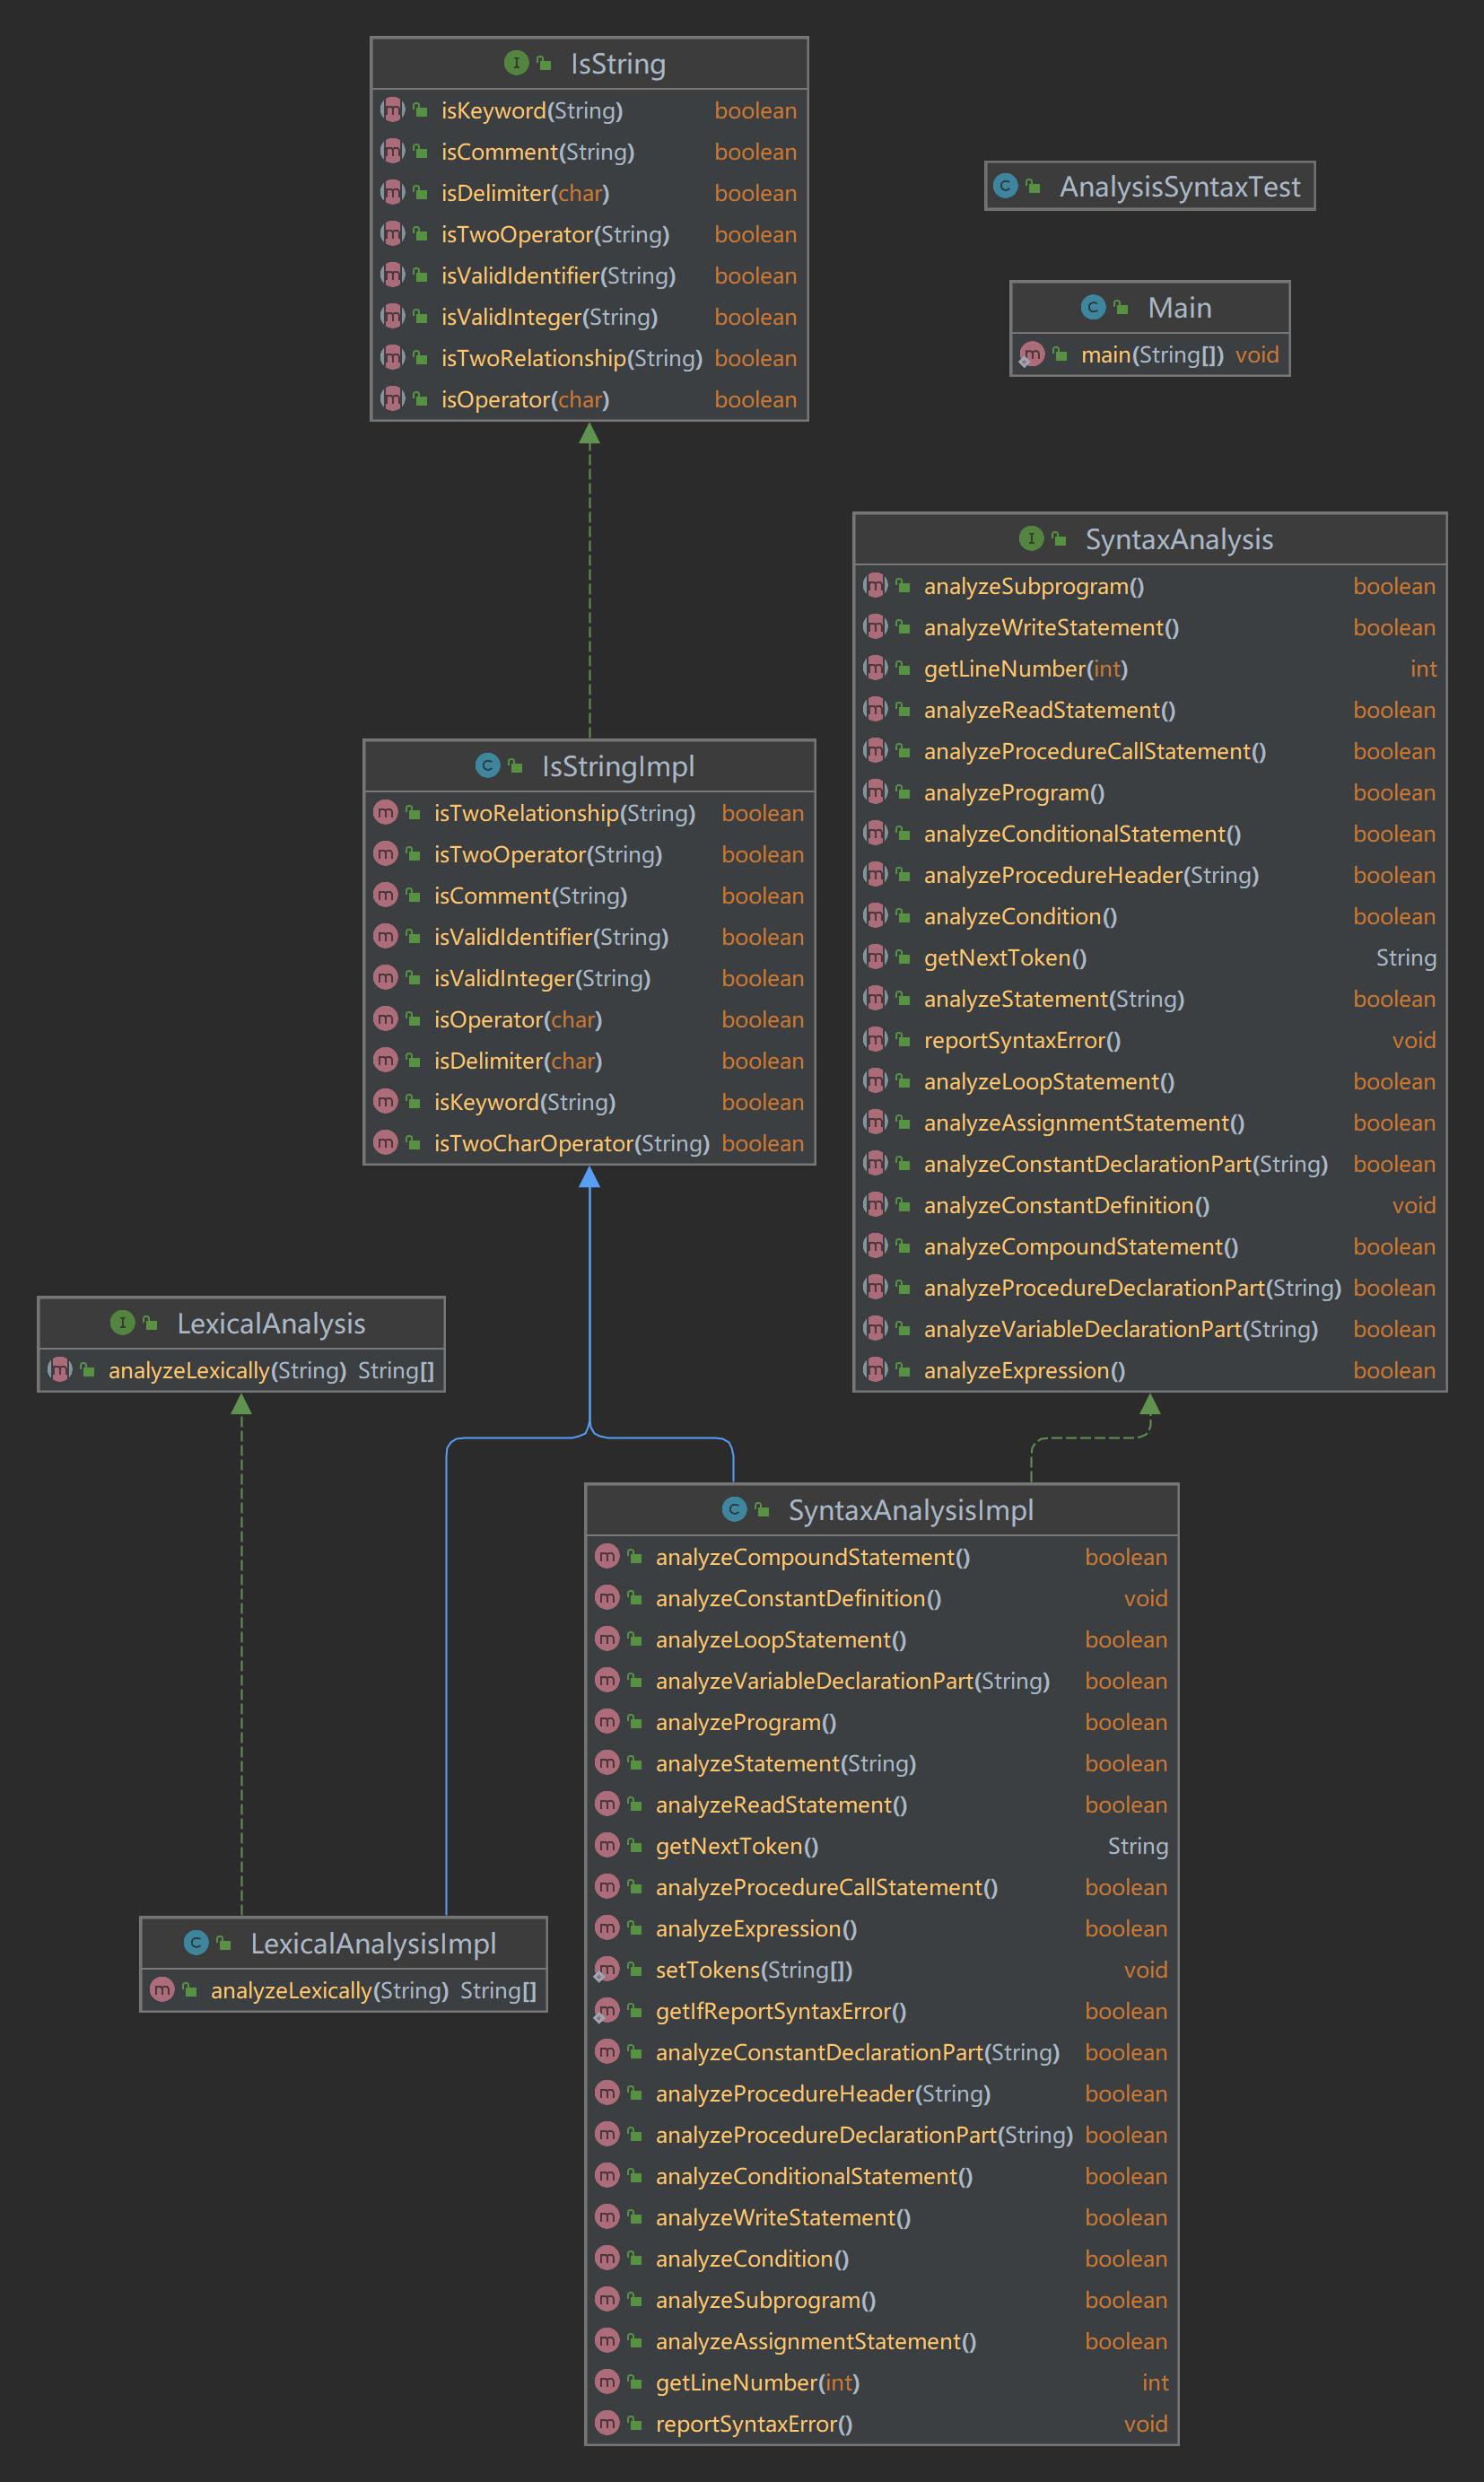 IsString
isKeyword(String) boolean
isComment(String) boolean
isDelimiter(char) boolean
isTwoOperator(String) boolean
isValidIdentifier(String) boolean
isValidInteger(String) boolean
isTwoRelationship(String) boolean
isOperator(char) boolean
AnalysisSyntaxTest
Main
main(String[]) void
SyntaxAnalysis
analyzeSubprogram() boolean
analyzeWriteStatement() boolean
getLineNumber(int) int
analyzeReadStatement() boolean
analyzeProcedureCallStatement() boolean
analyzeProgram() boolean
analyzeConditionalStatement() boolean
analyzeProcedureHeader(String) boolean
analyzeCondition() boolean
getNextToken() String
analyzeStatement(String) boolean
reportSyntaxError() void
analyzeLoopStatement() boolean
analyzeAssignmentStatement() boolean
analyzeConstantDeclarationPart(String) boolean
analyzeConstantDefinition() void
analyzeCompoundStatement() boolean
analyzeProcedureDeclarationPart(String) boolean
analyzeVariableDeclarationPart(String) boolean
analyzeExpression() boolean
IsStringImpl
isTwoRelationship(String) boolean
isTwoOperator(String) boolean
isComment(String) boolean
isValidIdentifier(String) boolean
isValidInteger(String) boolean
isOperator(char) boolean
isDelimiter(char) boolean
isKeyword(String) boolean
isTwoCharOperator(String) boolean
LexicalAnalysis
analyzeLexically(String) String[]
SyntaxAnalysisImpl
analyzeCompoundStatement() boolean
analyzeConstantDefinition() void
analyzeLoopStatement() boolean
analyzeVariableDeclarationPart(String) boolean
analyzeProgram() boolean
analyzeStatement(String) boolean
analyzeReadStatement() boolean
getNextToken() String
analyzeProcedureCallStatement() boolean
analyzeExpression() boolean
setTokens(String[]) void
getIfReportSyntaxError() boolean
analyzeConstantDeclarationPart(String) boolean
analyzeProcedureHeader(String) boolean
analyzeProcedureDeclarationPart(String) boolean
analyzeConditionalStatement() boolean
analyzeWriteStatement() boolean
analyzeCondition() boolean
analyzeSubprogram() boolean
analyzeAssignmentStatement() boolean
getLineNumber(int) int
reportSyntaxError() void
LexicalAnalysisImpl
analyzeLexically(String) String[]